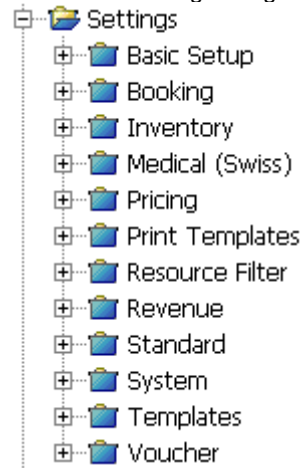 Settings
Basic Setup
Booking
Inventory
Medical (Swiss)
Pricing
Print Templates
Resource Filter
Revenue
Standard
System
Templates
Voucher